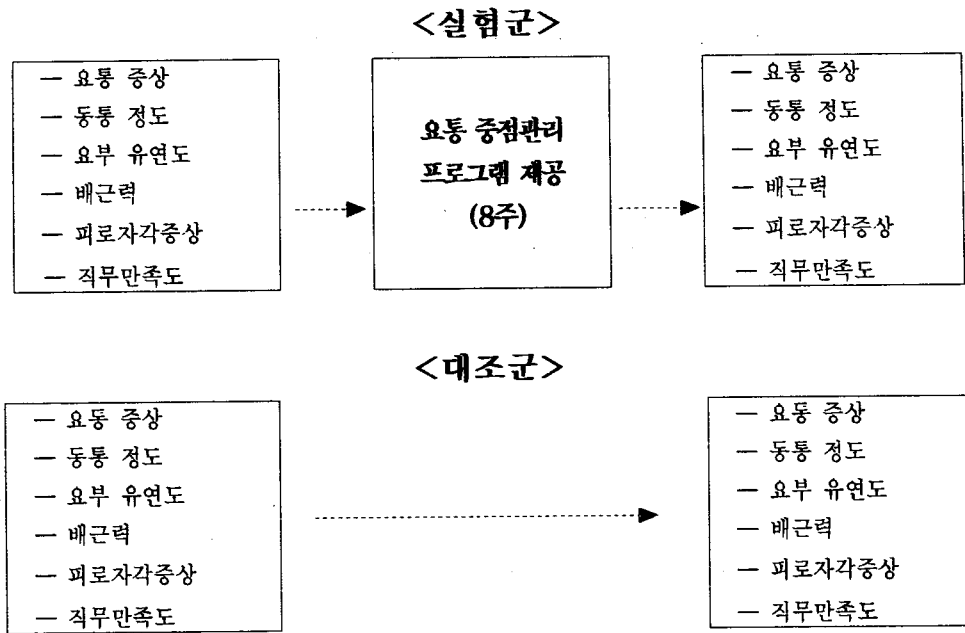 <실험군>
— 요통 증상
— 동통 정도
— 요부 유연도
— 배근력
— 피로자각증상
— 직무만족도
요통 중점관리
프로그램 제공
(8주)
— 요통 증상
— 동통 정도
— 요부 유연도
— 배근력
— 피로자각증상
— 직무만족도
<대조군>
— 요통 증상
— 동통 정도
— 요부 유연도
— 배근력
— 피로자각증상
— 직무만족도
— 요통 증상
— 동통 정도
— 요부 유연도
— 배근력
— 피로자각증상
— 직무만족도